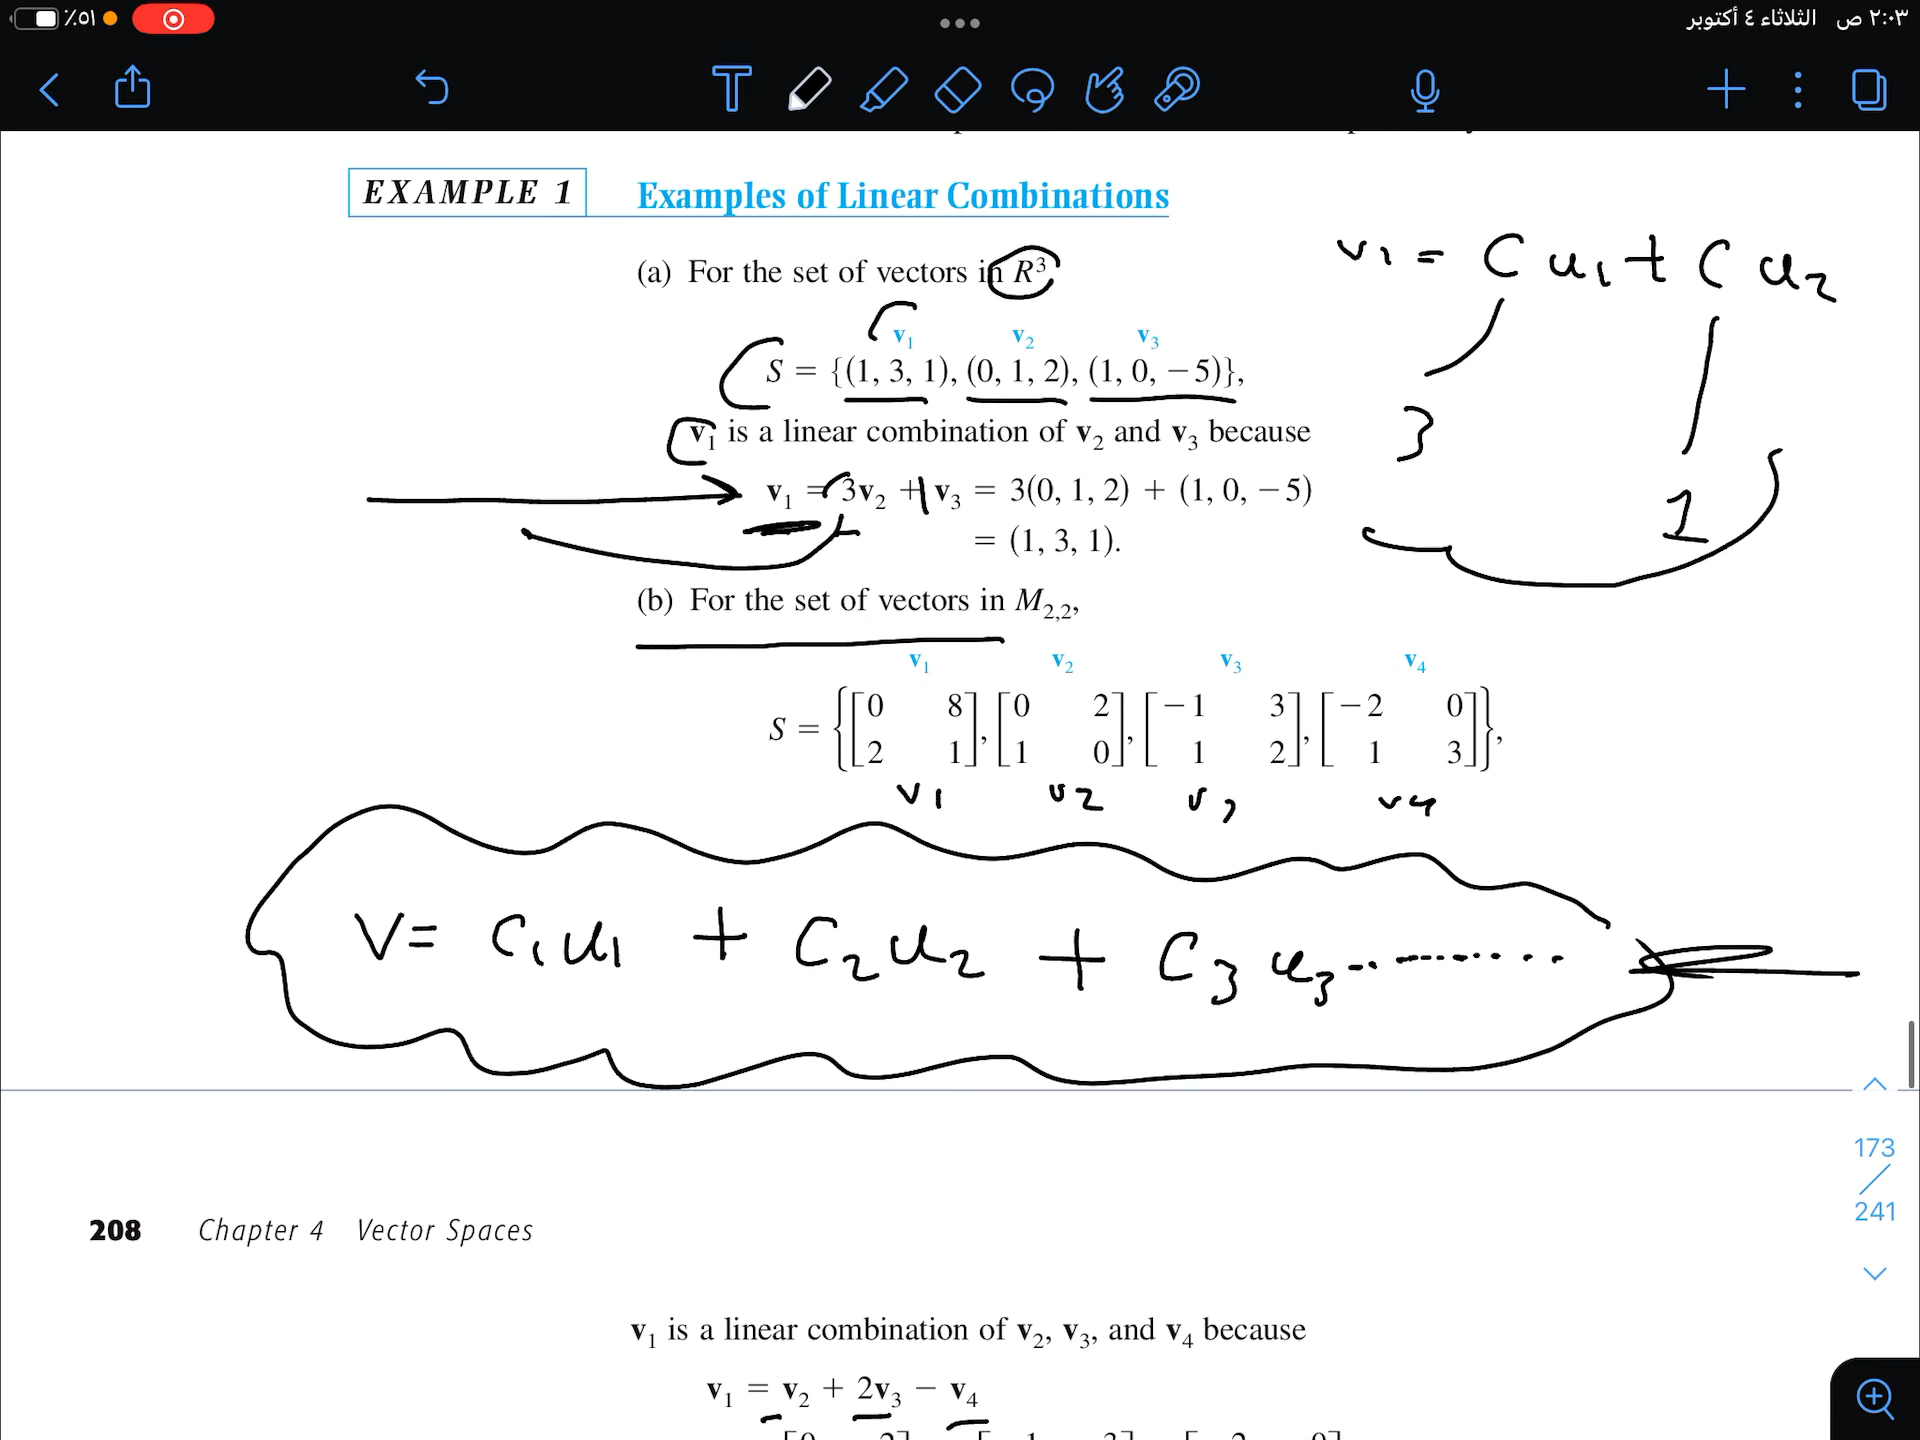 ٪٥١ الثلاثاء ٤ أكتوبر ٢:٠٣ ص
EXAMPLE 1 Examples of Linear Combinations
(a) For the set of vectors in R³,
v₁ = C u₁ + C u₂
v₁ v₂ v₃
S = {(1, 3, 1), (0, 1, 2), (1, 0, −5)},
v₁ is a linear combination of v₂ and v₃ because
3
v₁ = 3v₂ + v₃ = 3(0, 1, 2) + (1, 0, −5)
1
= (1, 3, 1).
(b) For the set of vectors in M₂,₂,
v₁ v₂ v₃ v₄
S = {[0 8 2 1], [0 2 1 0], [−1 3 1 2], [−2 0 1 3]},
v1 v2 v3 v4
V = C₁u₁ + C₂u₂ + C₃u₃ ..........
173
241
208 Chapter 4 Vector Spaces
v₁ is a linear combination of v₂, v₃, and v₄ because
v₁ = v₂ + 2v₃ − v₄